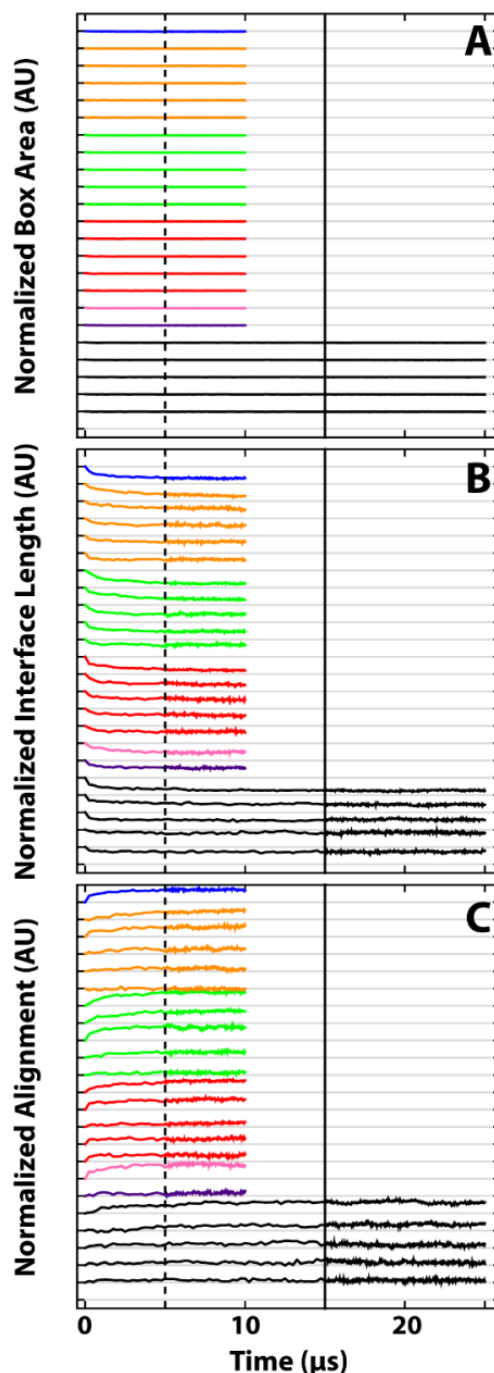 Normalized Box Area (AU)
A
Normalized Interface Length (AU)
B
Normalized Alignment (AU)
C
0 10 20
Time (μs)